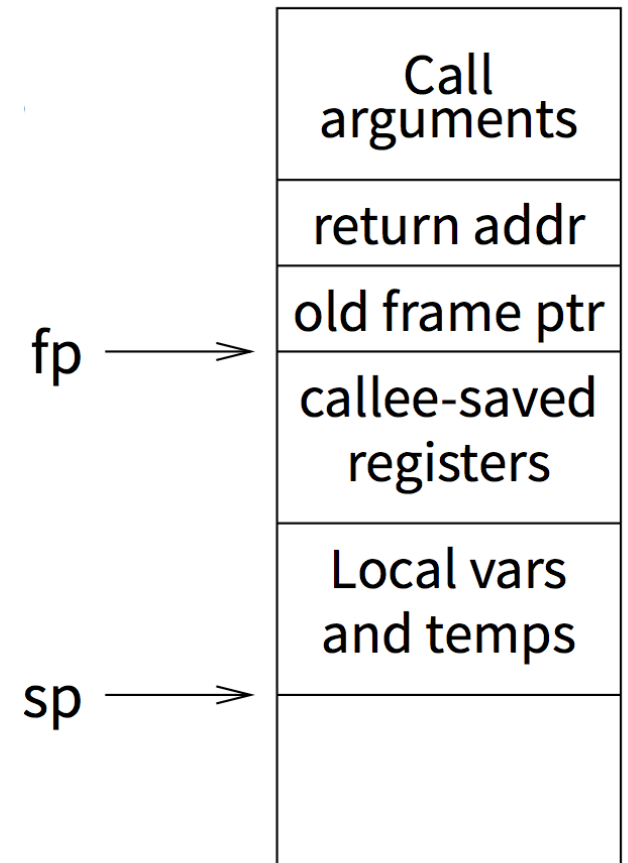 Call
arguments
return addr
old frame ptr
fp
callee-saved
registers
Local vars
and temps
sp